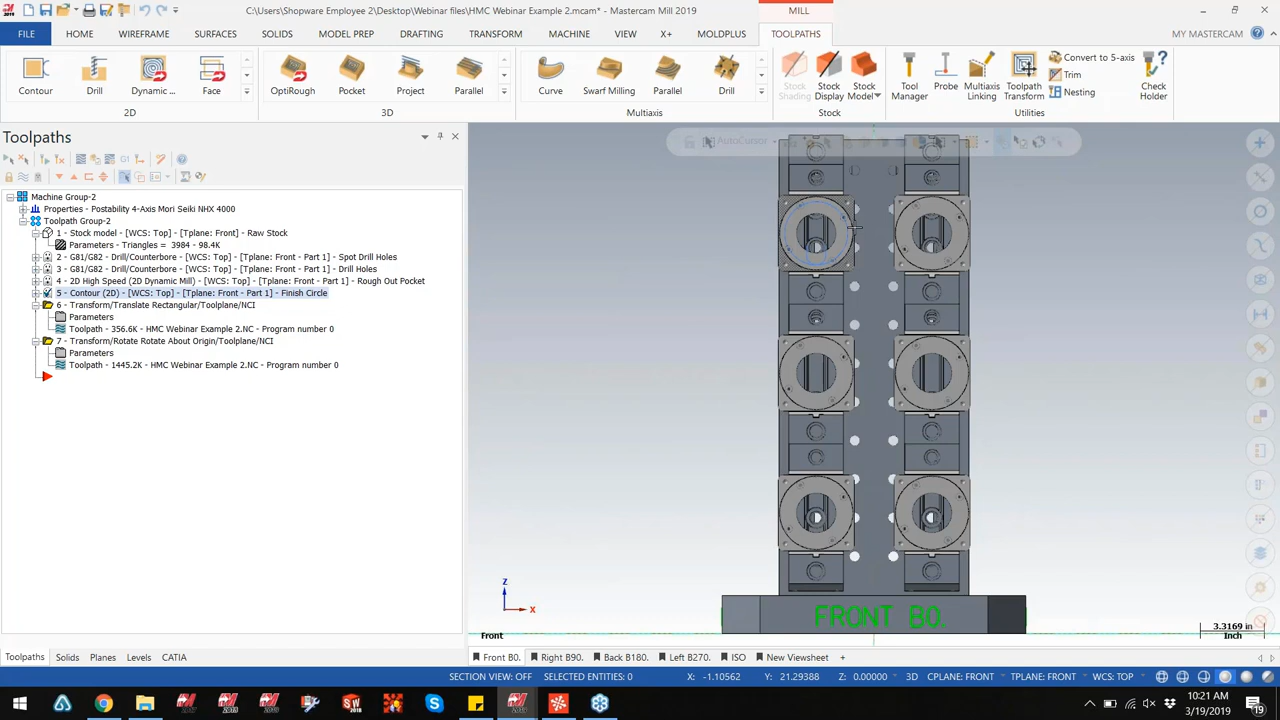 C:\Users\Shopware Employee 2\Desktop\Webinar files\HMC Webinar Example 2.mcam* - Mastercam Mill 2019
MILL
FILE HOME WIREFRAME SURFACES SOLIDS MODEL PREP DRAFTING TRANSFORM MACHINE VIEW X+ MOLDPLUS TOOLPATHS MY MASTERCAM
Contour Drill Dynamic ... Face OptiRough Pocket Project Parallel Curve Swarf Milling Parallel Drill Stock Shading Stock Display Stock Model Tool Manager Probe Multiaxis Linking Toolpath Transform Convert to 5-axis Trim Nesting Check Holder
2D 3D Multiaxis Stock Utilities
Toolpaths
AutoCursor
G1
Machine Group-2
Properties - Postability 4-Axis Mori Seiki NHX 4000
Toolpath Group-2
1 - Stock model - [WCS: Top] - [Tplane: Front] - Raw Stock
Parameters - Triangles = 3984 - 98.4K
2 - G81/G82 - Drill/Counterbore - [WCS: Top] - [Tplane: Front - Part 1] - Spot Drill Holes
3 - G81/G82 - Drill/Counterbore - [WCS: Top] - [Tplane: Front - Part 1] - Drill Holes
4 - 2D High Speed (2D Dynamic Mill) - [WCS: Top] - [Tplane: Front - Part 1] - Rough Out Pocket
5 - Contour (2D) - [WCS: Top] - [Tplane: Front - Part 1] - Finish Circle
6 - Transform/Translate Rectangular/Toolplane/NCI
Parameters
Toolpath - 356.6K - HMC Webinar Example 2.NC - Program number 0
7 - Transform/Rotate Rotate About Origin/Toolplane/NCI
Parameters
Toolpath - 1445.2K - HMC Webinar Example 2.NC - Program number 0
Z
X
FRONT B0.
Front
3.3169 in
Inch
Toolpaths Solids Planes Levels CATIA
Front B0. Right B90. Back B180. Left B270. ISO New Viewsheet +
SECTION VIEW: OFF SELECTED ENTITIES: 0 X: -1.10562 Y: 21.29388 Z: 0.00000 3D CPLANE: FRONT TPLANE: FRONT WCS: TOP
10:21 AM
3/19/2019
19